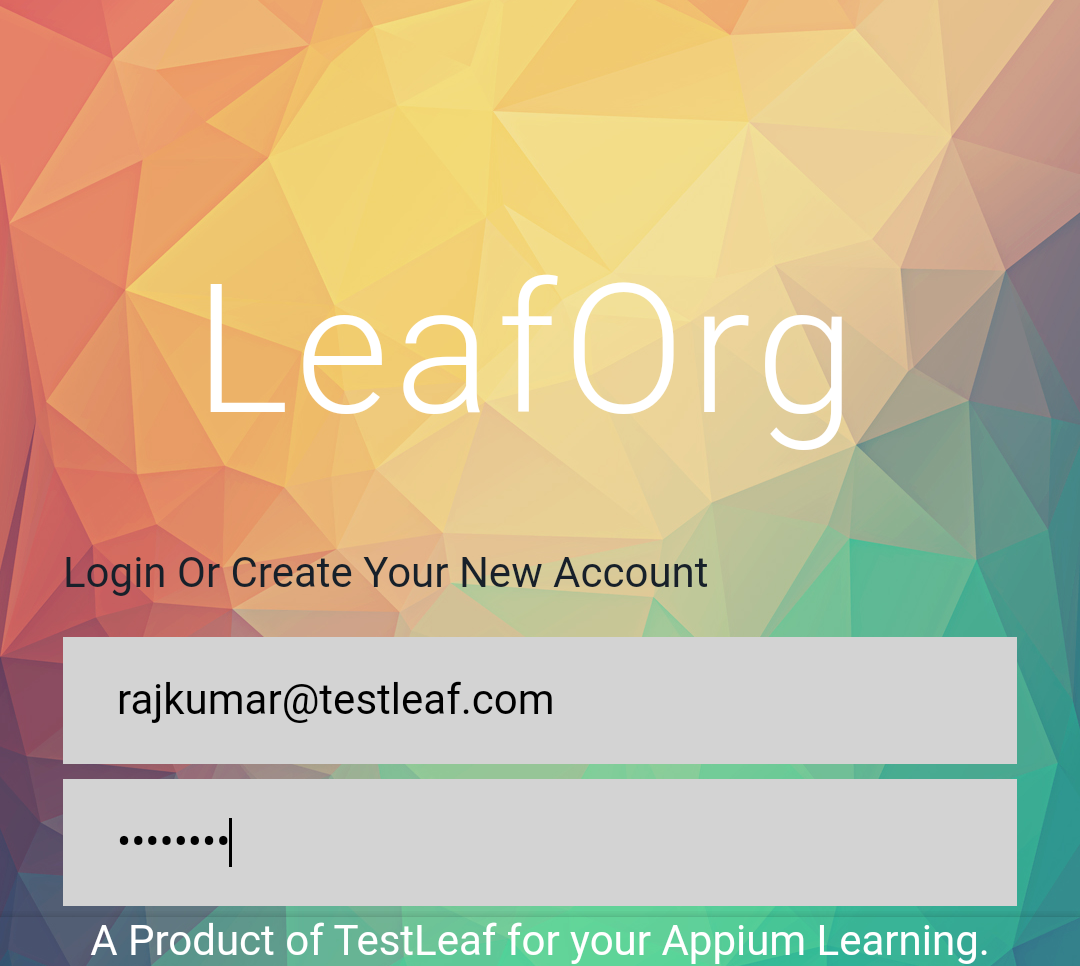 LeafOrg
Login Or Create Your New Account
rajkumar@testleaf.com
••••••••
A Product of TestLeaf for your Appium Learning.